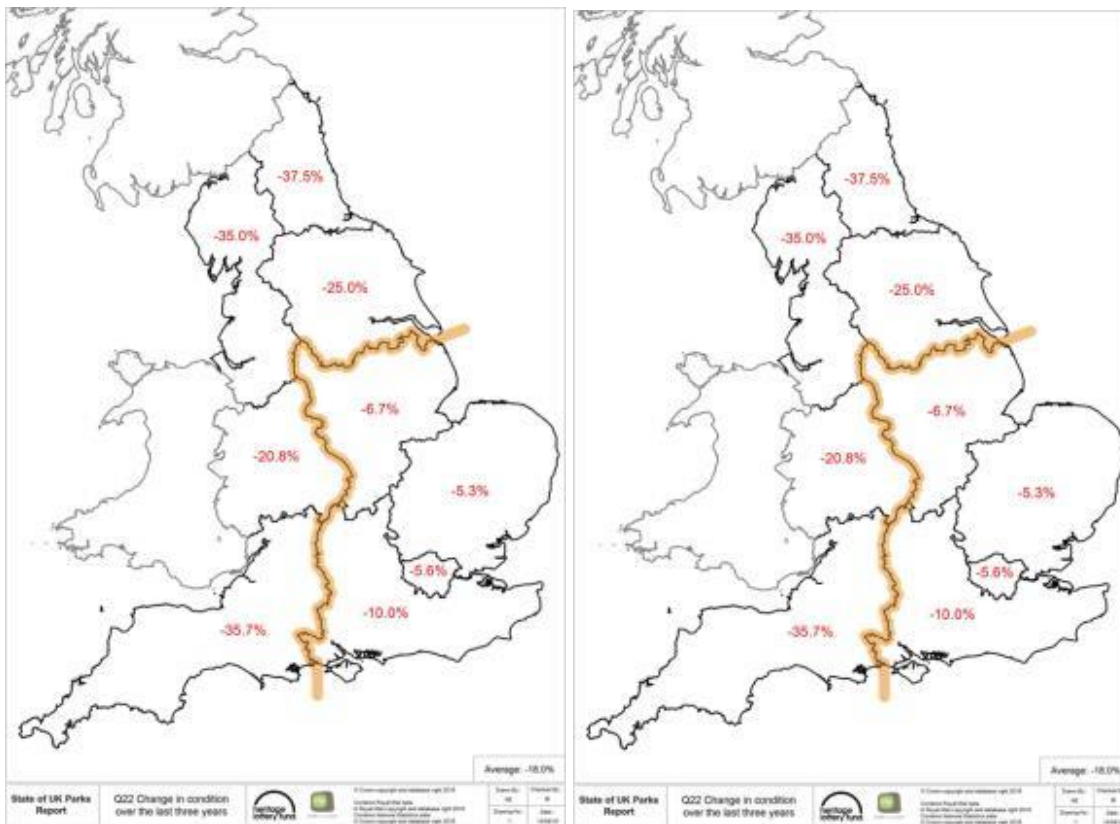 -37.5%
-35.0%
-25.0%
-6.7%
-20.8%
-5.3%
-5.6%
-10.0%
-35.7%
Average: -18.0%
State of UK Parks
Report
Q22 Change in condition
over the last three years
heritage
lottery fund
-37.5%
-35.0%
-25.0%
-6.7%
-20.8%
-5.3%
-5.6%
-10.0%
-35.7%
Average: -18.0%
State of UK Parks
Report
Q22 Change in condition
over the last three years
heritage
lottery fund